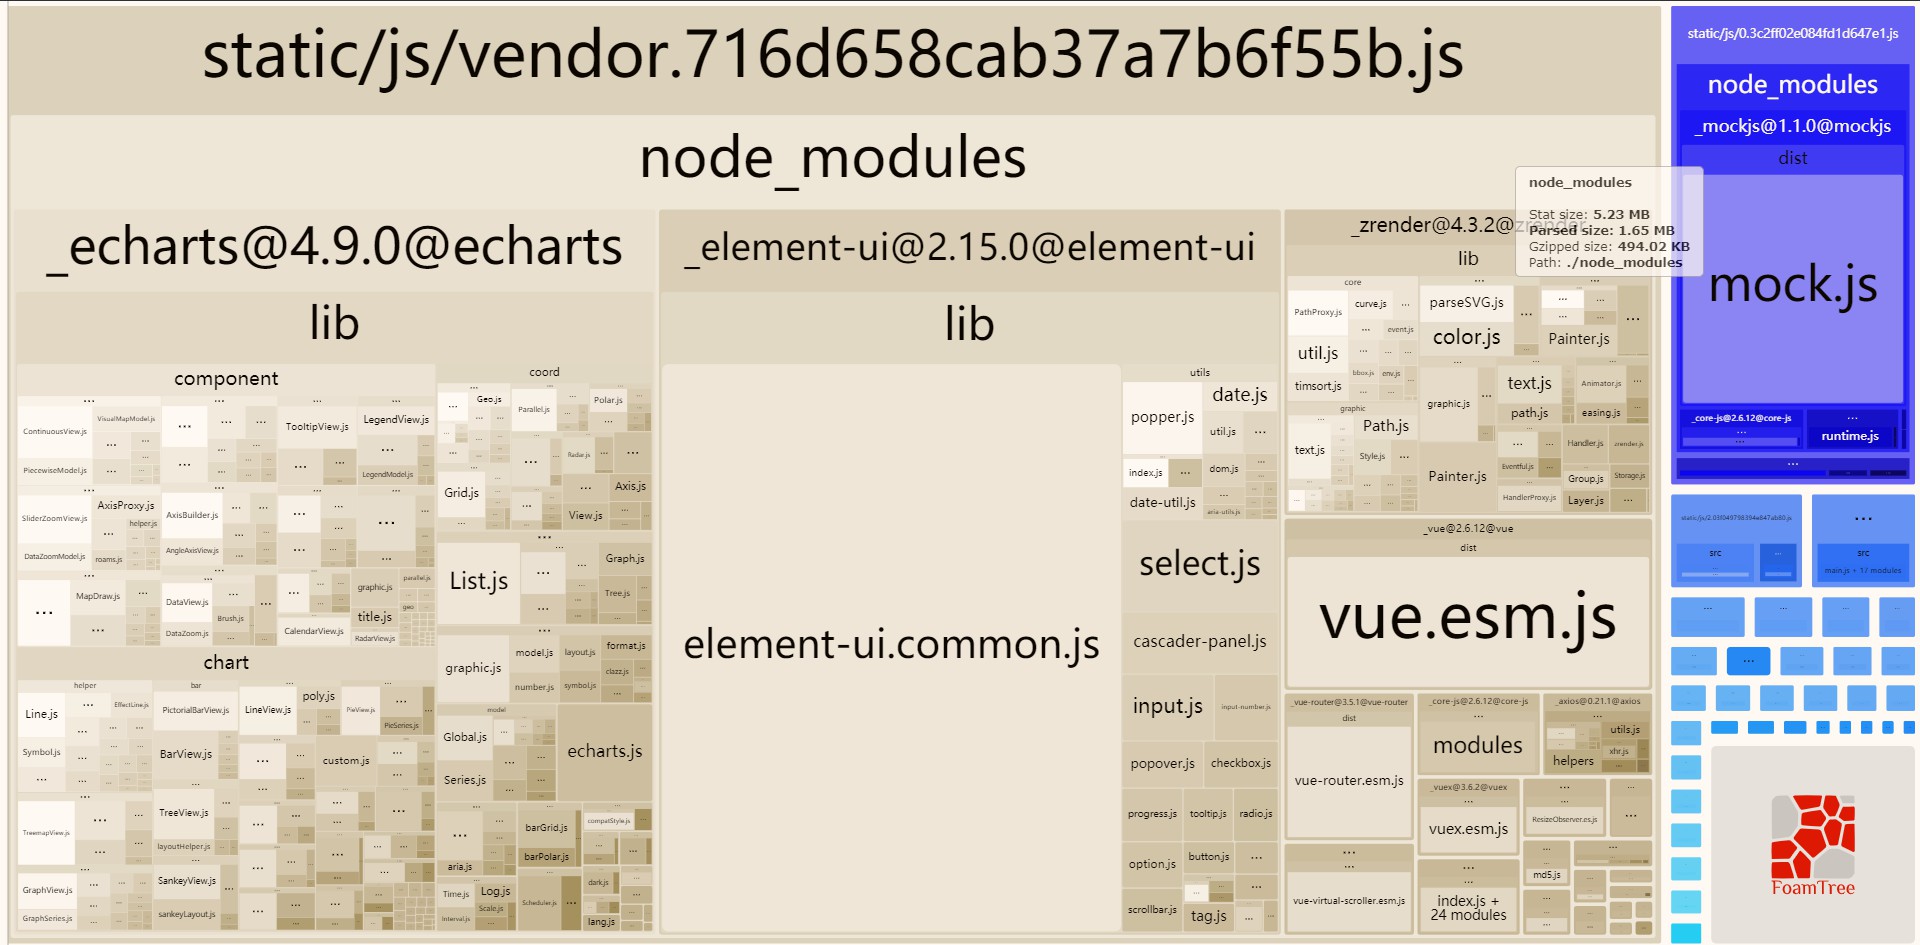 static/js/vendor.716d658cab37a7b6f55b.js
node_modules
_echarts@4.9.0@echarts
lib
component
ContinuousView.js
VisualMapModel.js
PiecewiseModel.js
TooltipView.js
LegendView.js
LegendModel.js
SliderZoomView.js
AxisProxy.js
helper.js
DataZoomModel.js
roams.js
AxisBuilder.js
AngleAxisView.js
MapDraw.js
DataView.js
DataZoom.js
Brush.js
CalendarView.js
graphic.js
parallel.js
title.js
geo
RadarView.js
chart
helper
Line.js
EffectLine.js
Symbol.js
bar
PictorialBarView.js
BarView.js
LineView.js
poly.js
PieView.js
PieSeries.js
custom.js
TreemapView.js
TreeView.js
layoutHelper.js
GraphView.js
GraphSeries.js
SankeyView.js
sankeyLayout.js
coord
Geo.js
Parallel.js
Polar.js
Radar.js
Grid.js
Axis.js
View.js
List.js
Graph.js
Tree.js
graphic.js
model.js
layout.js
format.js
number.js
symbol.js
clazz.js
model
Global.js
Series.js
echarts.js
aria.js
barGrid.js
barPolar.js
compatStyle.js
Time.js
Log.js
Scale.js
Interval.js
Scheduler.js
dark.js
lang.js
_element-ui@2.15.0@element-ui
lib
element-ui.common.js
utils
popper.js
date.js
util.js
index.js
dom.js
date-util.js
aria-utils.js
select.js
cascader-panel.js
input.js
input-number.js
popover.js
checkbox.js
progress.js
tooltip.js
radio.js
option.js
button.js
scrollbar.js
tag.js
_zrender@4.3.2@zrender
lib
core
PathProxy.js
curve.js
event.js
util.js
bbox.js
env.js
timsort.js
parseSVG.js
color.js
Painter.js
graphic
text.js
Path.js
Style.js
graphic.js
text.js
path.js
Animator.js
easing.js
Painter.js
Eventful.js
HandlerProxy.js
Handler.js
zrender.js
Group.js
Storage.js
Layer.js
_vue@2.6.12@vue
dist
vue.esm.js
_vue-router@3.5.1@vue-router
dist
vue-router.esm.js
_core-js@2.6.12@core-js
modules
_axios@0.21.1@axios
utils.js
xhr.js
helpers
_vuex@3.6.2@vuex
vuex.esm.js
ResizeObserver.es.js
vue-virtual-scroller.esm.js
index.js +
24 modules
md5.js
node_modules
Stat size: 5.23 MB
Parsed size: 1.65 MB
Gzipped size: 494.02 KB
Path: ./node_modules
static/js/0.3c2ff02e084fd1d647e1.js
node_modules
_mockjs@1.1.0@mockjs
dist
mock.js
_core-js@2.6.12@core-js
runtime.js
src
src
main.js + 17 modules
FoamTree